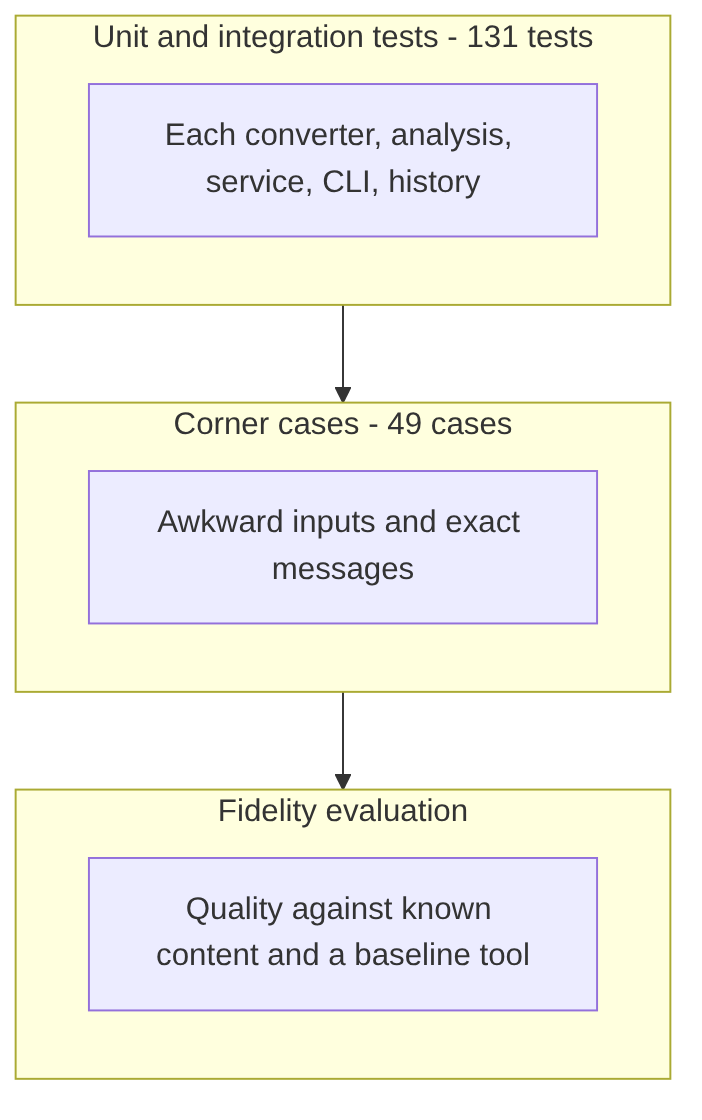 Unit and integration tests - 131 tests
Each converter, analysis,
service, CLI, history
Corner cases - 49 cases
Awkward inputs and exact
messages
Fidelity evaluation
Quality against known
content and a baseline tool